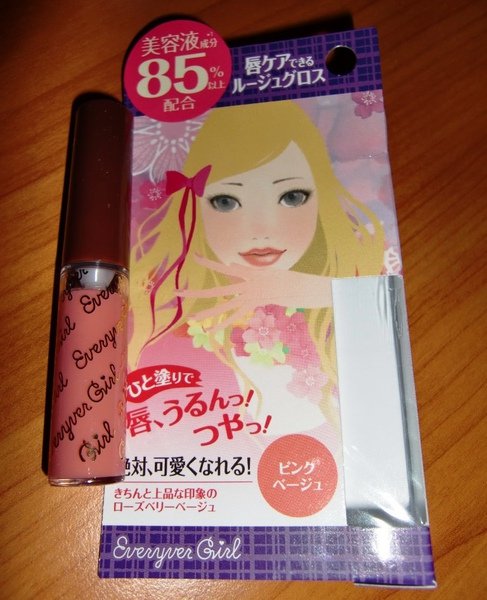 美容液成分
85%以上
配合
唇ケアできる
ルージュグロス
ひと塗りで
唇、うるんっ!
つやっ!
絶対、可愛くなれる!
きちんと上品な印象の
ローズベリーベージュ
ピンク
ベージュ
Everyver Girl
Everyver
Girl
Everyver
Everyver Girl
Girl